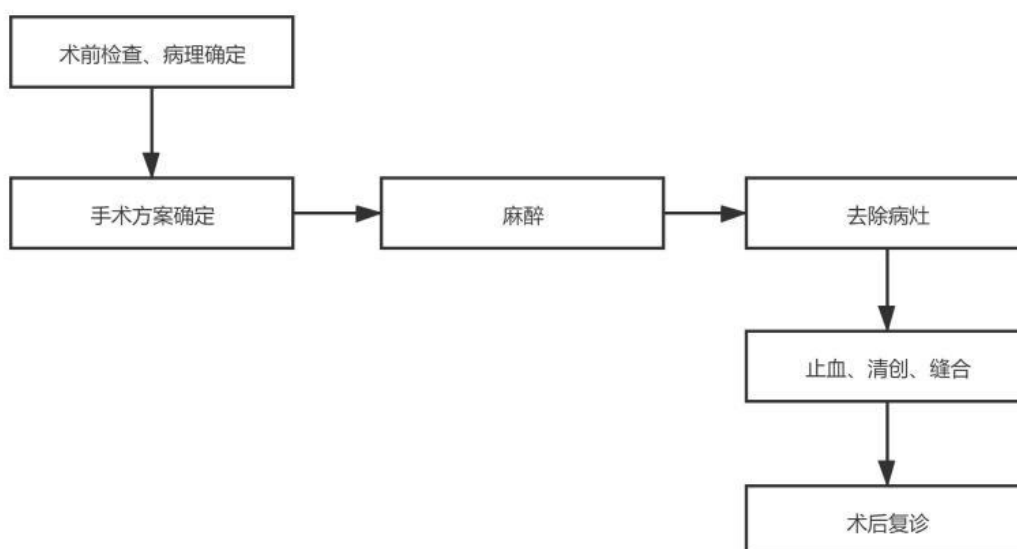 术前检查、病理确定
手术方案确定
麻醉
去除病灶
止血、清创、缝合
术后复诊